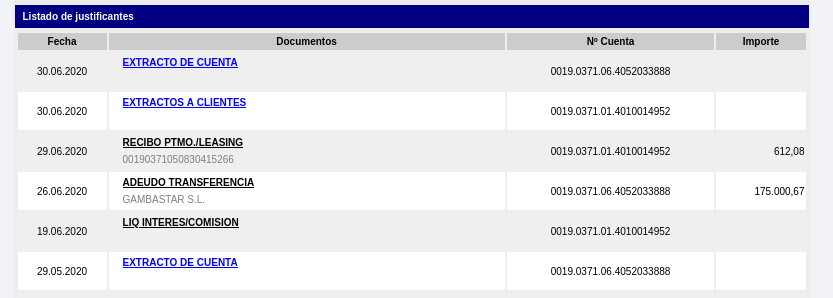 Listado de justificantes
Fecha Documentos Nº Cuenta Importe
30.06.2020 EXTRACTO DE CUENTA 0019.0371.06.4052033888
30.06.2020 EXTRACTOS A CLIENTES 0019.0371.01.4010014952
29.06.2020 RECIBO PTMO./LEASING 0019.0371.01.4010014952 612,08
00190371050830415266
26.06.2020 ADEUDO TRANSFERENCIA 0019.0371.06.4052033888 175.000,67
GAMBASTAR S.L.
19.06.2020 LIQ INTERES/COMISION 0019.0371.01.4010014952
29.05.2020 EXTRACTO DE CUENTA 0019.0371.06.4052033888